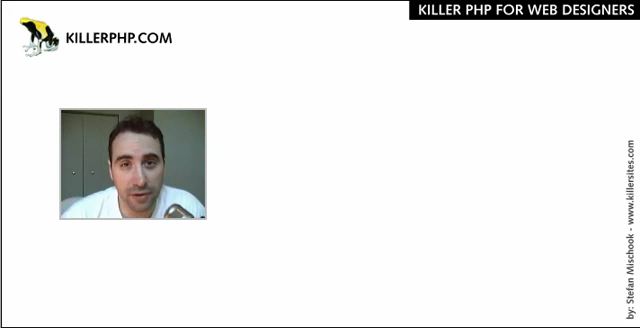 KILLER PHP FOR WEB DESIGNERS
KILLERPHP.COM
by: Stefan Mischook - www.killersites.com